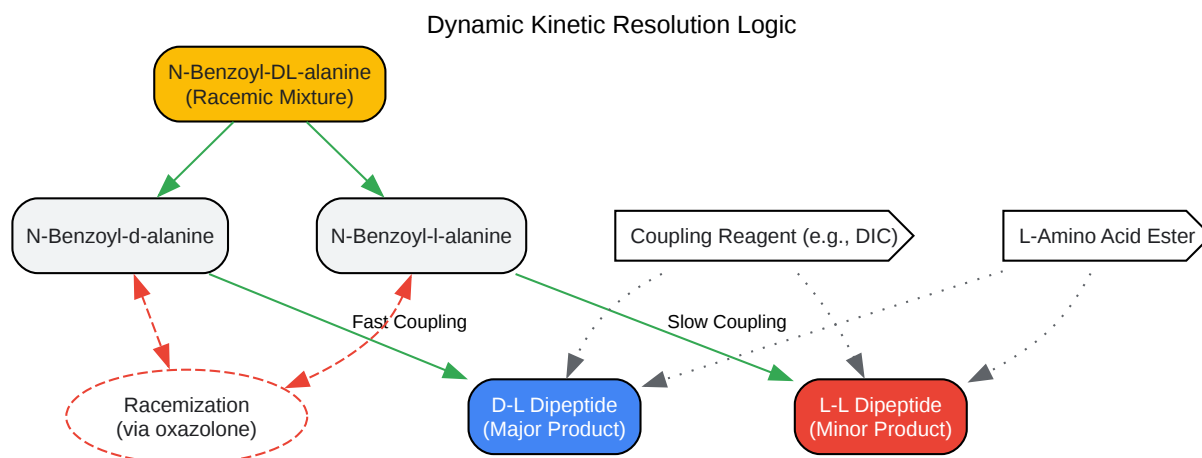 Dynamic Kinetic Resolution Logic
N-Benzoyl-DL-alanine
(Racemic Mixture)
N-Benzoyl-d-alanine
N-Benzoyl-l-alanine
Coupling Reagent (e.g., DIC)
L-Amino Acid Ester
Fast Coupling
Slow Coupling
Racemization
(via oxazolone)
D-L Dipeptide
(Major Product)
L-L Dipeptide
(Minor Product)